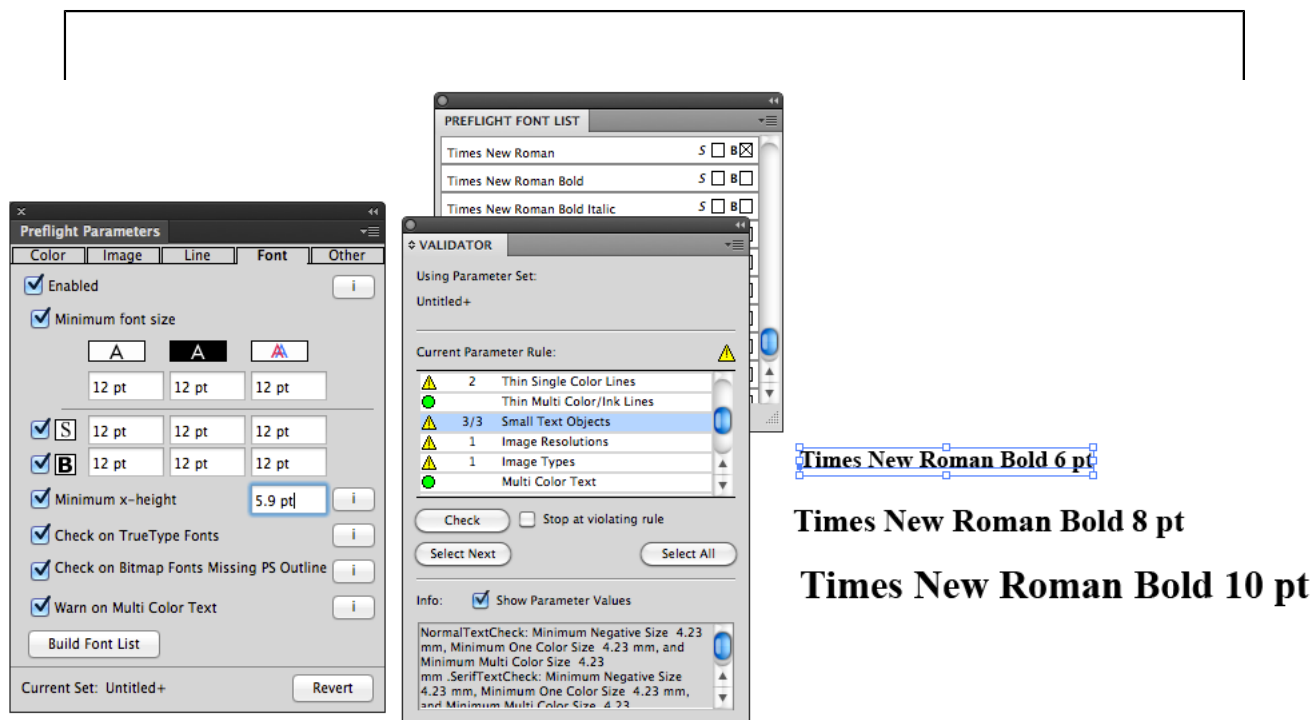 PREFLIGHT FONT LIST
Times New Roman S B
Times New Roman Bold S B
Times New Roman Bold Italic S B
Preflight Parameters
Color Image Line Font Other
Enabled i
Minimum font size
A A AA
12 pt 12 pt 12 pt
S 12 pt 12 pt 12 pt
B 12 pt 12 pt 12 pt
Minimum x-height 5.9 pt i
Check on TrueType Fonts i
Check on Bitmap Fonts Missing PS Outline i
Warn on Multi Color Text i
Build Font List
Current Set: Untitled+ Revert
VALIDATOR
Using Parameter Set:
Untitled+
Current Parameter Rule:
2 Thin Single Color Lines
Thin Multi Color/Ink Lines
3/3 Small Text Objects
1 Image Resolutions
1 Image Types
Multi Color Text
Check Stop at violating rule
Select Next Select All
Info: Show Parameter Values
NormalTextCheck: Minimum Negative Size 4.23
mm, Minimum One Color Size 4.23 mm, and
Minimum Multi Color Size 4.23
mm .SerifTextCheck: Minimum Negative Size
4.23 mm, Minimum One Color Size 4.23 mm,
and Minimum Multi Color Size 4.23
Times New Roman Bold 6 pt
Times New Roman Bold 8 pt
Times New Roman Bold 10 pt